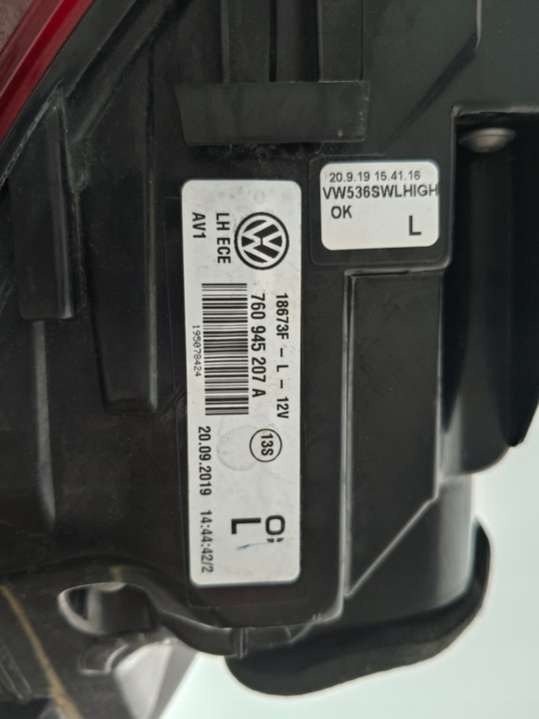 20.9.19 15.41.16
VW536SWLHIGH
OK
L
LH ECE
AV1
18673F - L - 12V
760 945 207 A
195078424
13S
20.09.2019 14:44:42/2
L